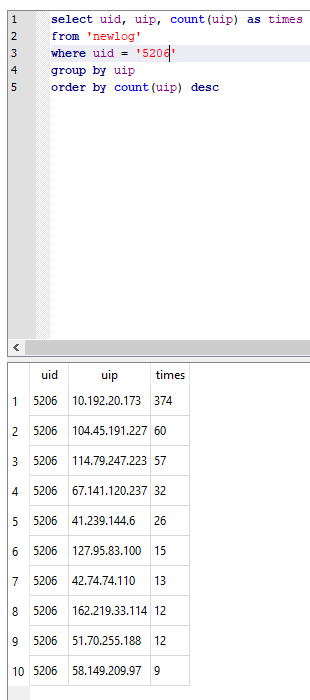 1 select uid, uip, count(uip) as times
2 from 'newlog'
3 where uid = '5206'
4 group by uip
5 order by count(uip) desc
uid uip times
1 5206 10.192.20.173 374
2 5206 104.45.191.227 60
3 5206 114.79.247.223 57
4 5206 67.141.120.237 32
5 5206 41.239.144.6 26
6 5206 127.95.83.100 15
7 5206 42.74.74.110 13
8 5206 162.219.33.114 12
9 5206 51.70.255.188 12
10 5206 58.149.209.97 9